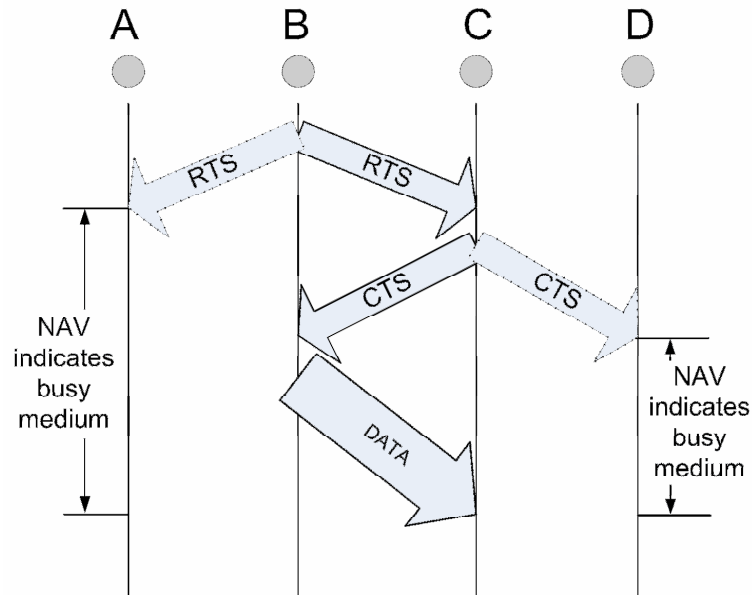 A B C D
RTS RTS
CTS CTS
NAV
indicates
busy
medium
NAV
indicates
busy
medium
DATA